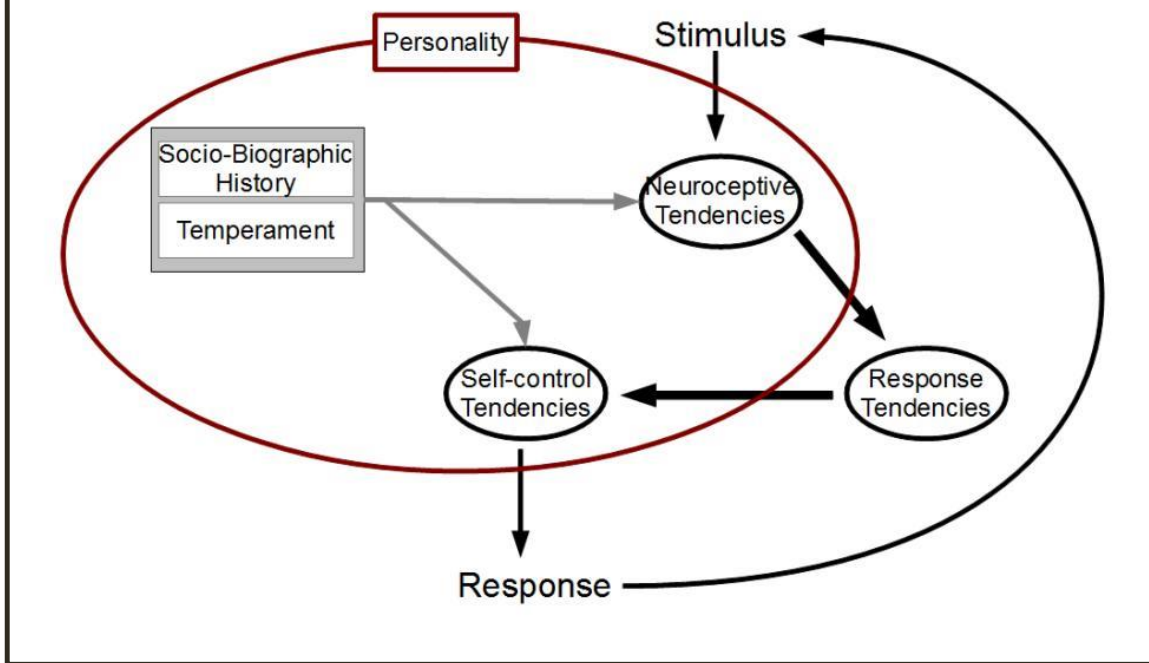 Personality
Stimulus
Socio-Biographic
History
Temperament
Neuroceptive
Tendencies
Self-control
Tendencies
Response
Tendencies
Response